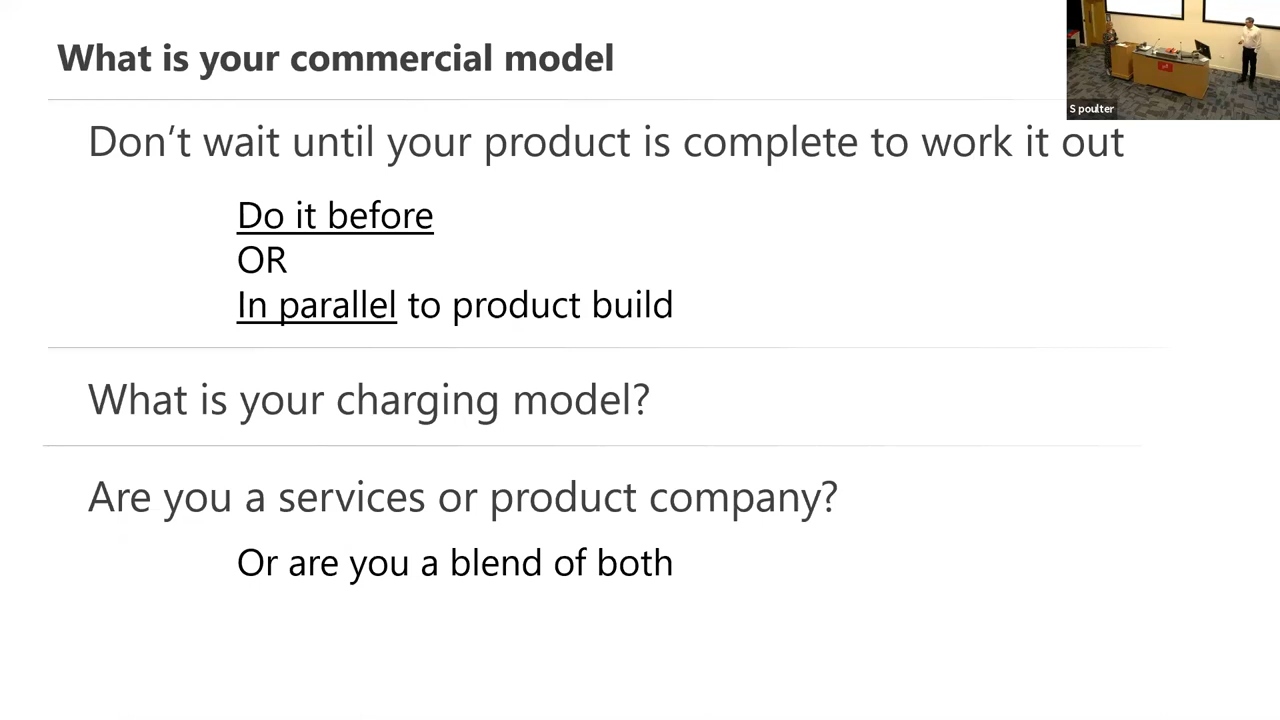 What is your commercial model
S poulter
Don't wait until your product is complete to work it out
Do it before
OR
In parallel to product build
What is your charging model?
Are you a services or product company?
Or are you a blend of both